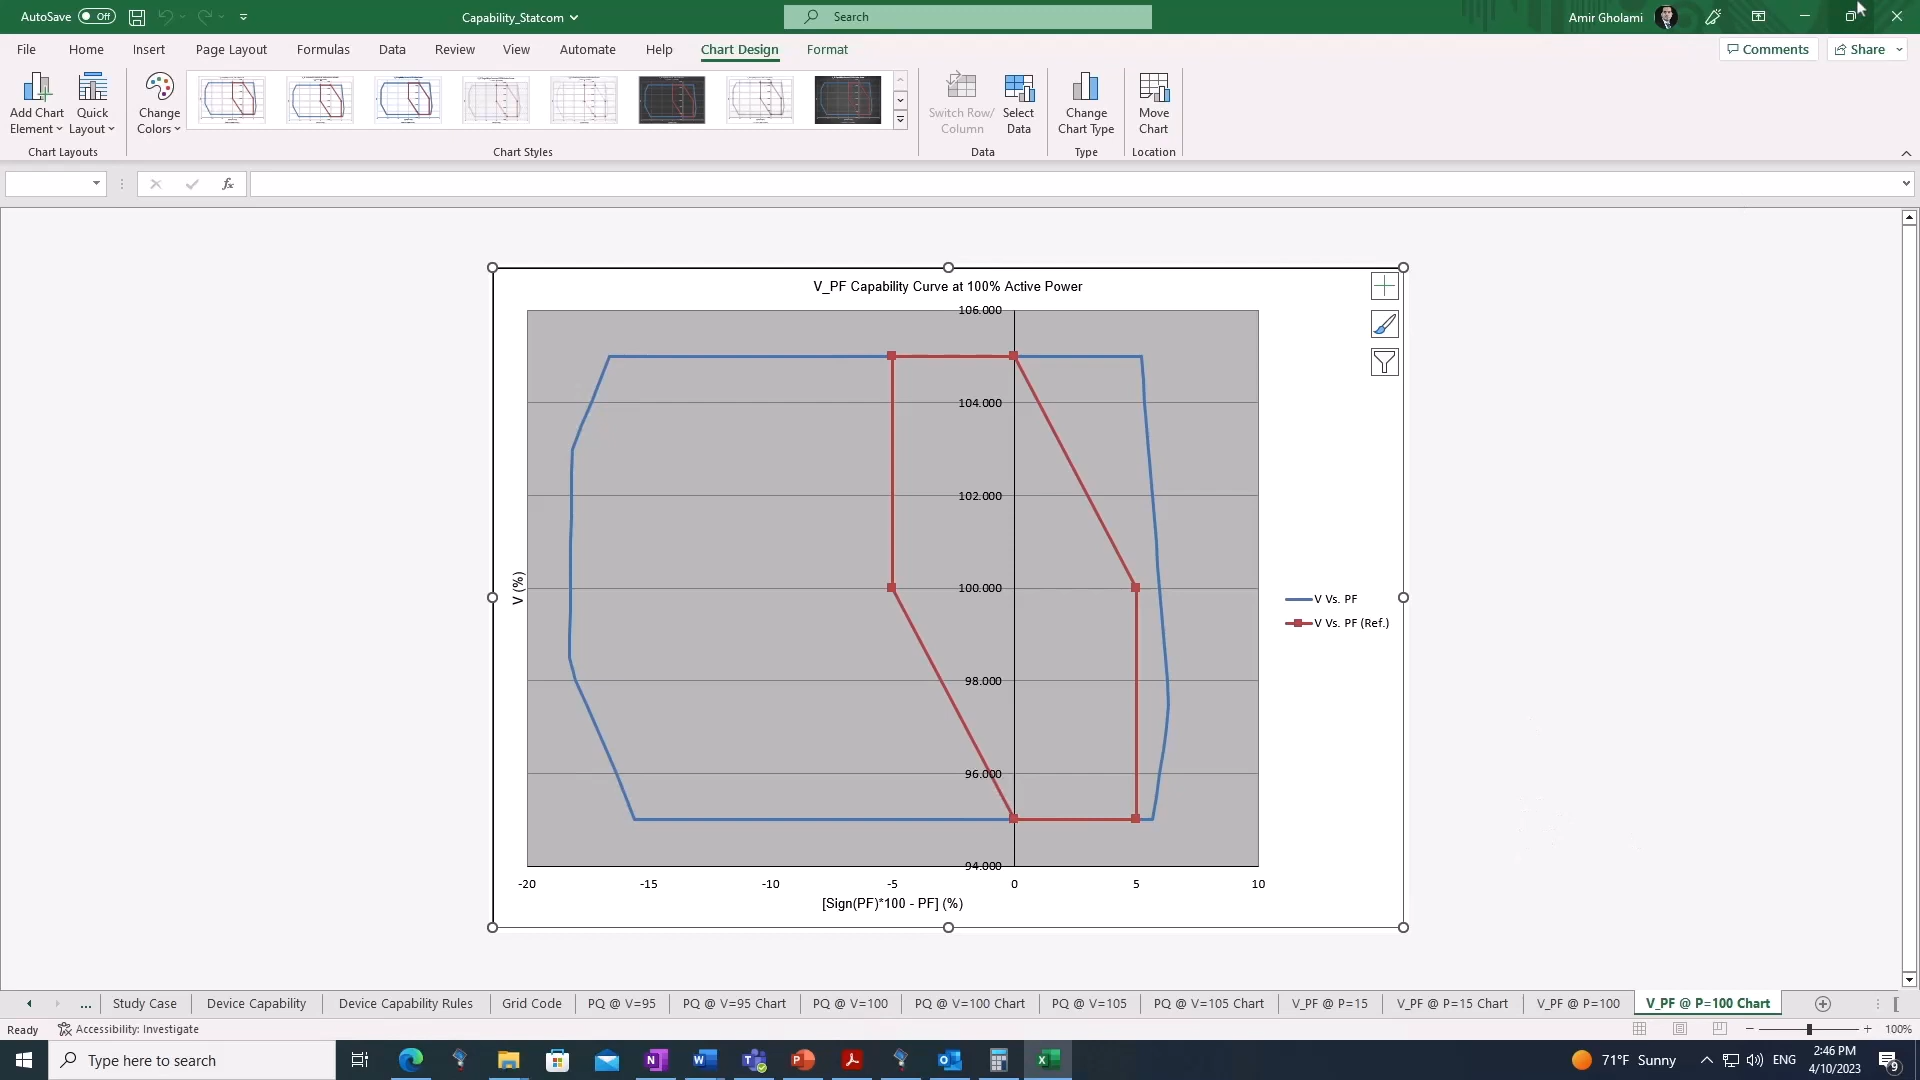 AutoSave Off
Capability_Statcom
Search
Amir Gholami
File Home Insert Page Layout Formulas Data Review View Automate Help Chart Design Format
Comments Share
Add Chart Element
Quick Layout
Change Colors
Switch Row/ Column
Select Data
Change Chart Type
Move Chart
Chart Layouts
Chart Styles
Data
Type
Location
fx
V_PF Capability Curve at 100% Active Power
106.000
104.000
102.000
100.000
98.000
96.000
94.000
V (%)
V Vs. PF
V Vs. PF (Ref.)
-20 -15 -10 -5 0 5 10
[Sign(PF)*100 - PF] (%)
... Study Case Device Capability Device Capability Rules Grid Code PQ @ V=95 PQ @ V=95 Chart PQ @ V=100 PQ @ V=100 Chart PQ @ V=105 PQ @ V=105 Chart V_PF @ P=15 V_PF @ P=15 Chart V_PF @ P=100 V_PF @ P=100 Chart
Ready Accessibility: Investigate
100%
Type here to search
71°F Sunny
ENG
2:46 PM
4/10/2023
9